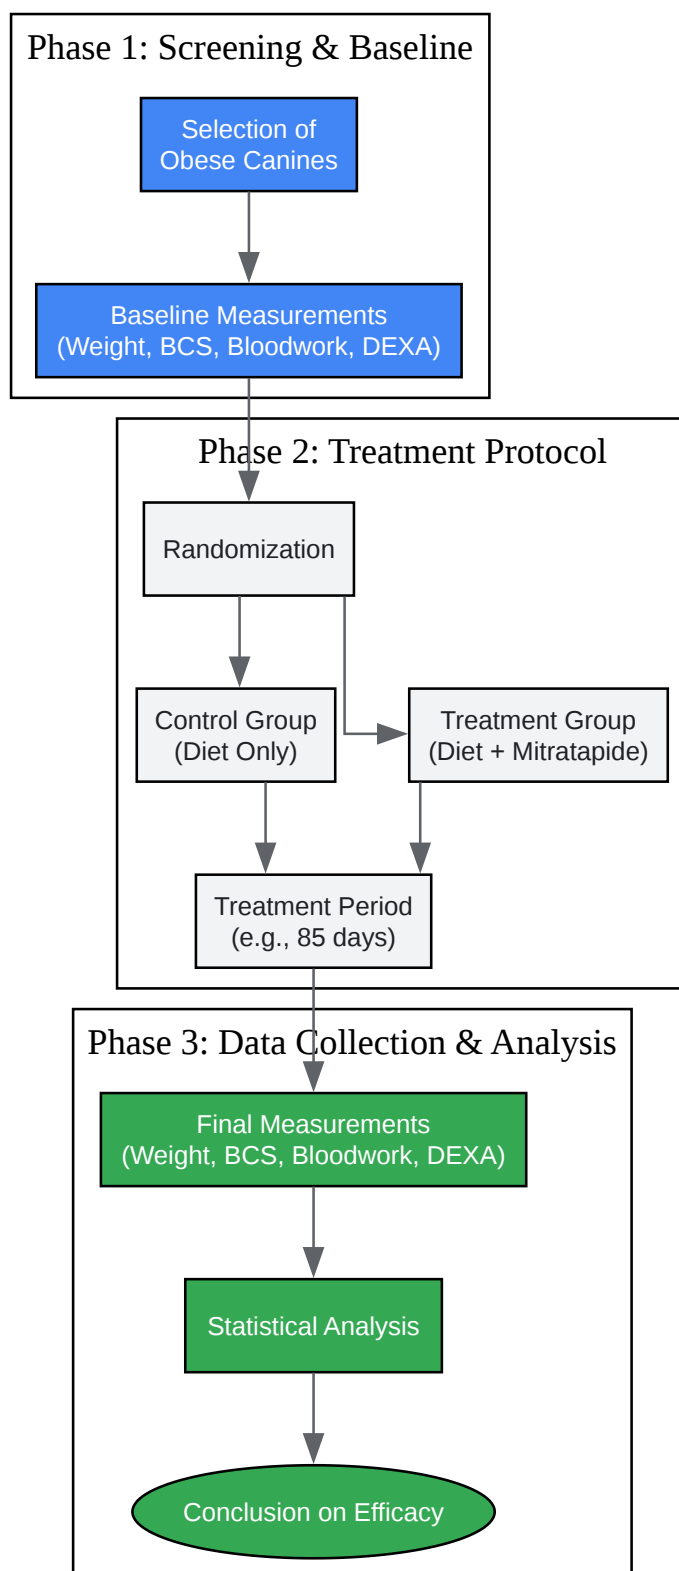 Phase 1: Screening & Baseline
Selection of
Obese Canines
Baseline Measurements
(Weight, BCS, Bloodwork, DEXA)
Phase 2: Treatment Protocol
Randomization
Control Group
(Diet Only)
Treatment Group
(Diet + Mitratapide)
Treatment Period
(e.g., 85 days)
Phase 3: Data Collection & Analysis
Final Measurements
(Weight, BCS, Bloodwork, DEXA)
Statistical Analysis
Conclusion on Efficacy